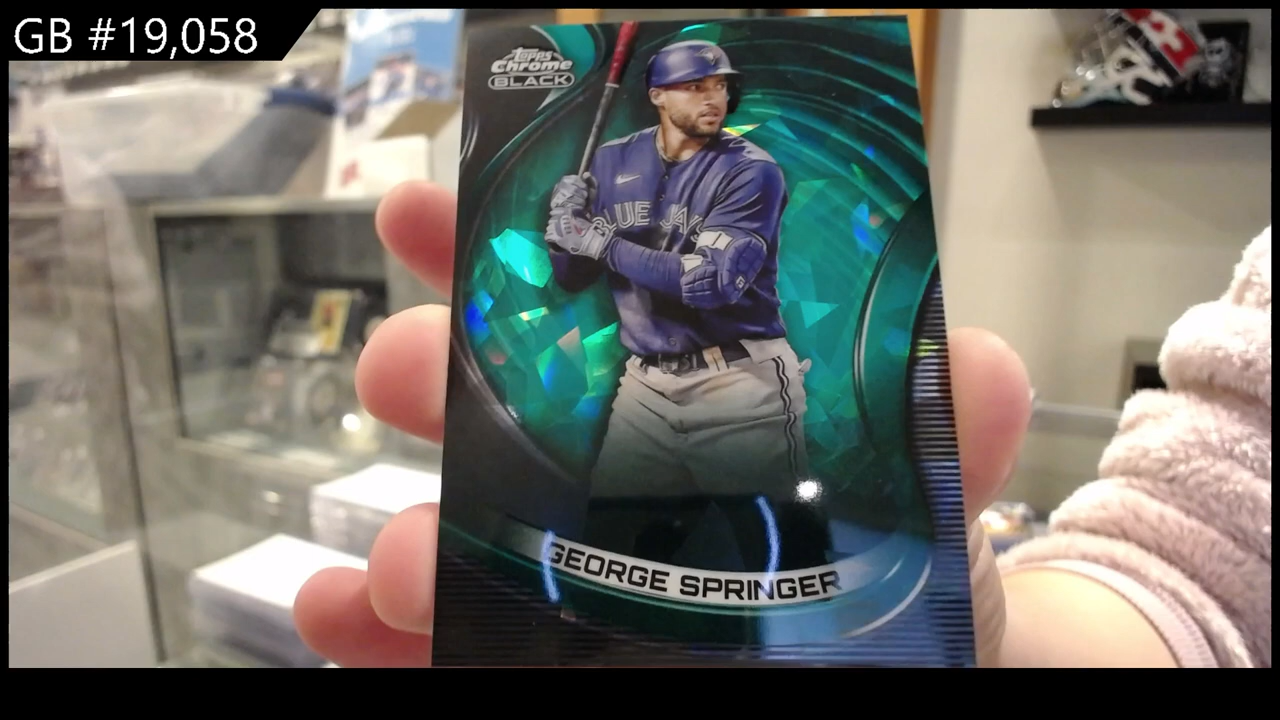 GB #19,058
Topps
Chrome
BLACK
BLUE JAYS
GEORGE SPRINGER